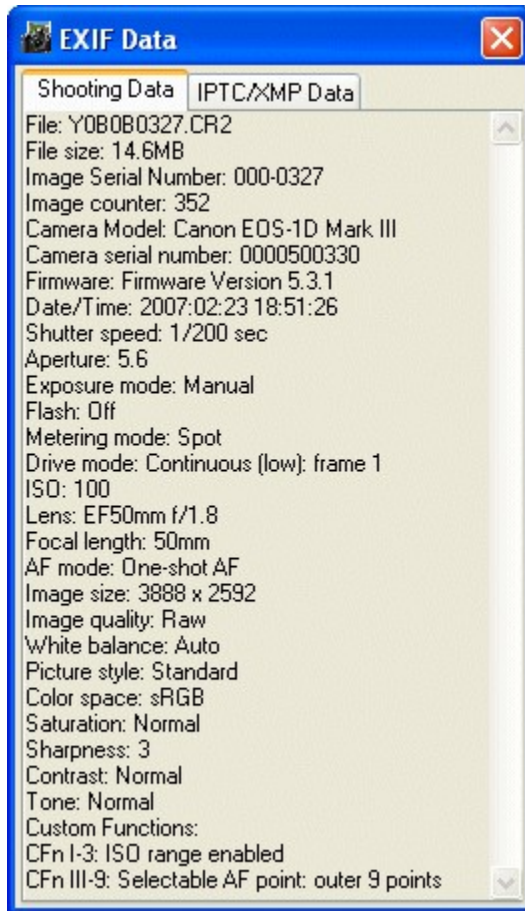 EXIF Data
Shooting Data IPTC/XMP Data
File: Y0B0B0327.CR2
File size: 14.6MB
Image Serial Number: 000-0327
Image counter: 352
Camera Model: Canon EOS-1D Mark III
Camera serial number: 0000500330
Firmware: Firmware Version 5.3.1
Date/Time: 2007:02:23 18:51:26
Shutter speed: 1/200 sec
Aperture: 5.6
Exposure mode: Manual
Flash: Off
Metering mode: Spot
Drive mode: Continuous (low): frame 1
ISO: 100
Lens: EF50mm f/1.8
Focal length: 50mm
AF mode: One-shot AF
Image size: 3888 x 2592
Image quality: Raw
White balance: Auto
Picture style: Standard
Color space: sRGB
Saturation: Normal
Sharpness: 3
Contrast: Normal
Tone: Normal
Custom Functions:
CFn I-3: ISO range enabled
CFn III-9: Selectable AF point: outer 9 points